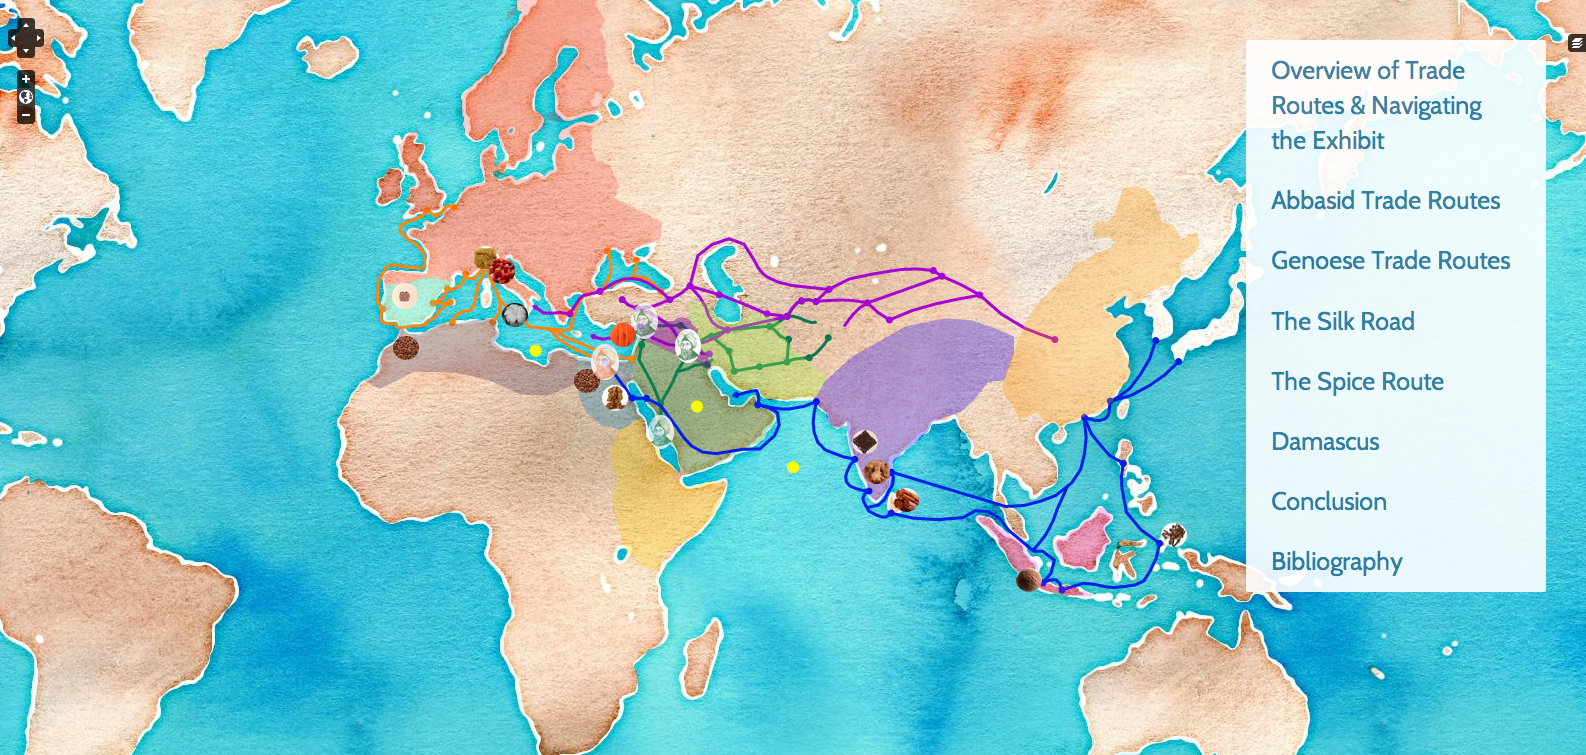 Overview of Trade
Routes & Navigating
the Exhibit
Abbasid Trade Routes
Genoese Trade Routes
The Silk Road
The Spice Route
Damascus
Conclusion
Bibliography